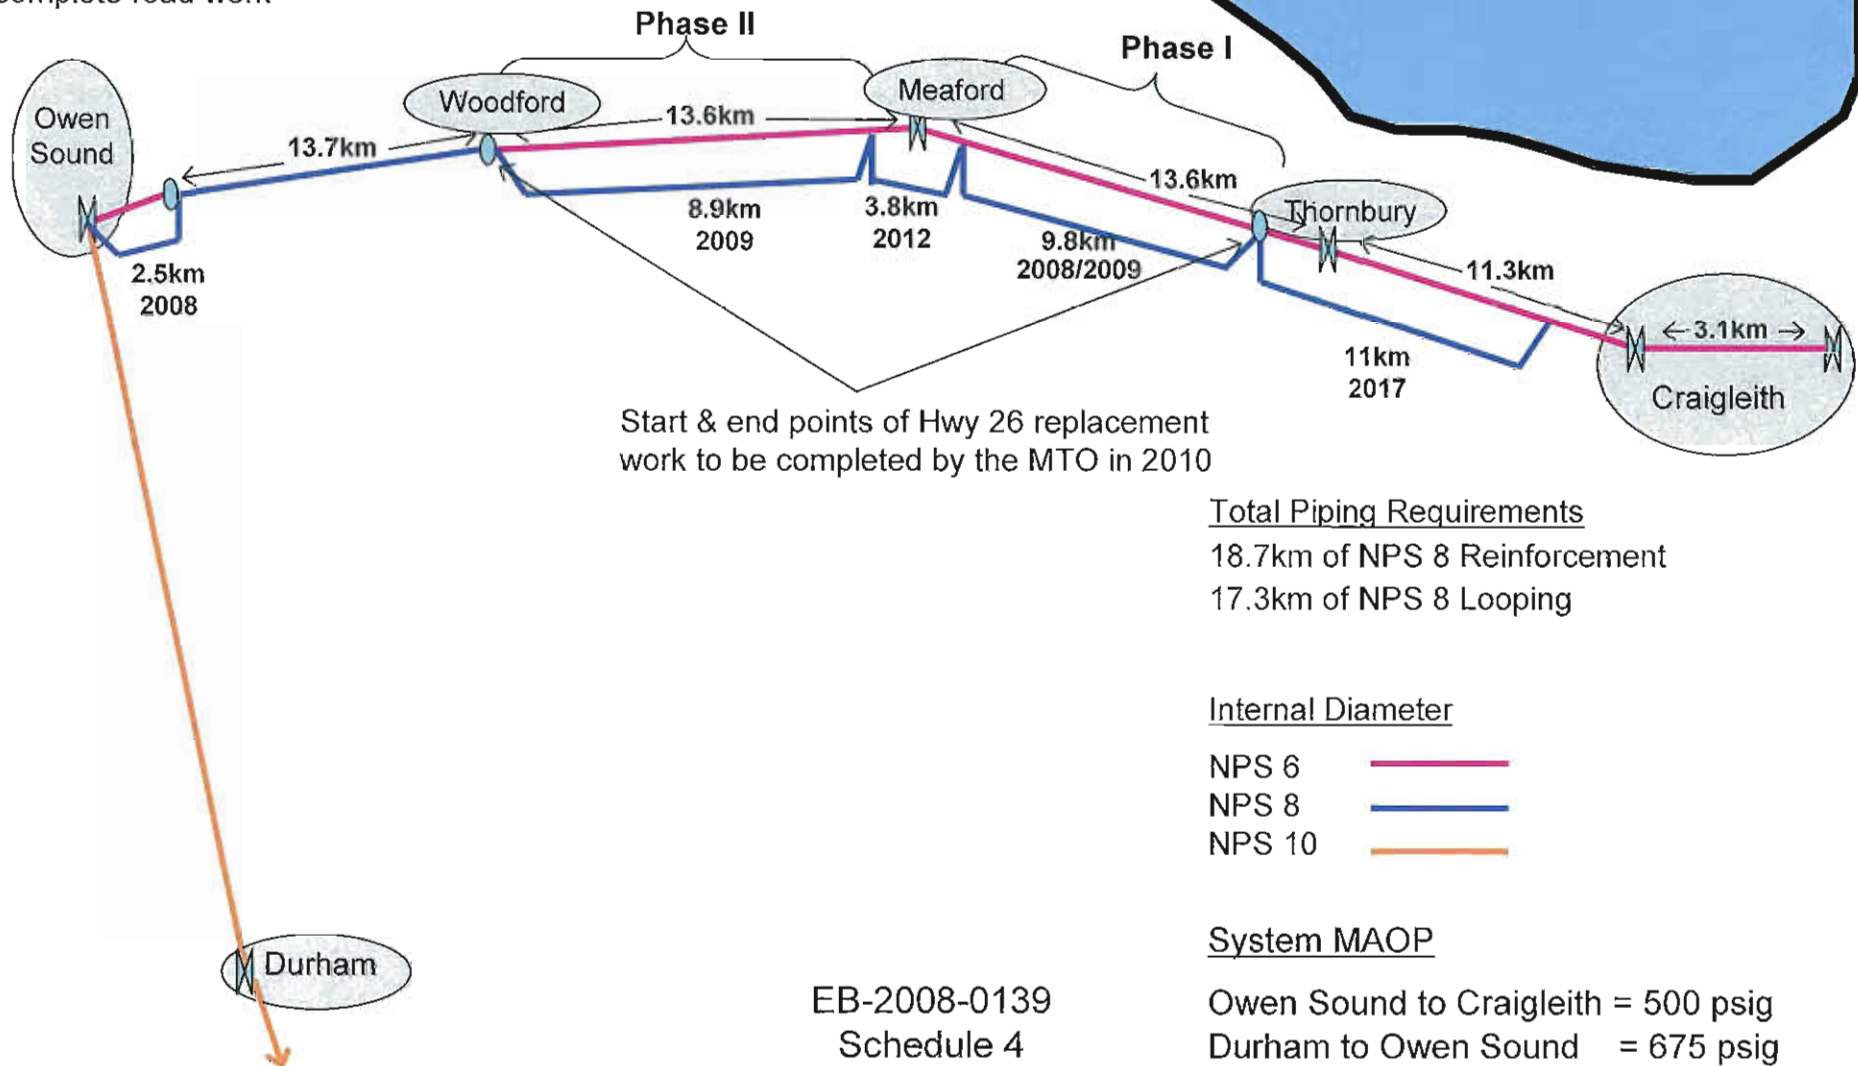 complete road work
Phase II
Phase I
Owen
Sound
Woodford
Meaford
13.7km
13.6km
13.6km
Thornbury
2.5km
2008
8.9km
2009
3.8km
2012
9.8km
2008/2009
11.3km
3.1km
11km
2017
Craigleith
Start & end points of Hwy 26 replacement
work to be completed by the MTO in 2010
Total Piping Requirements
18.7km of NPS 8 Reinforcement
17.3km of NPS 8 Looping
Internal Diameter
NPS 6
NPS 8
NPS 10
Durham
System MAOP
EB-2008-0139
Schedule 4
Owen Sound to Craigleith = 500 psig
Durham to Owen Sound = 675 psig